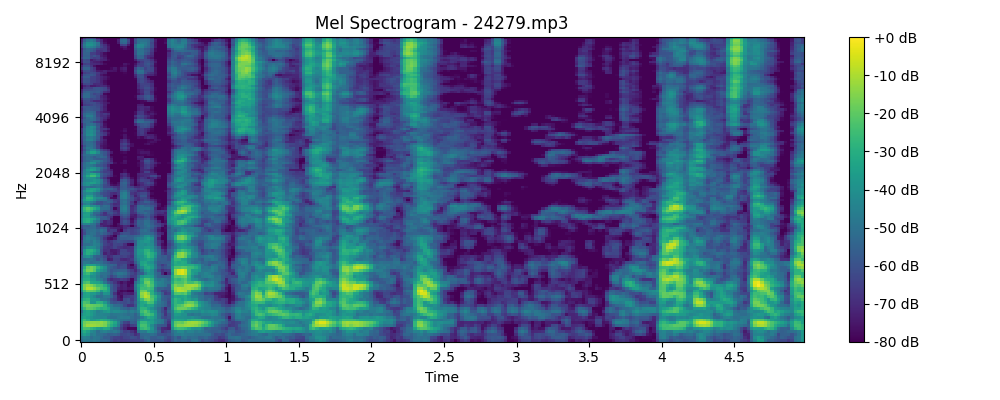 Mel Spectrogram - 24279.mp3
Hz
8192
4096
2048
1024
512
0
0
0.5
1
1.5
2
2.5
3
3.5
4
4.5
Time
+0 dB
-10 dB
-20 dB
-30 dB
-40 dB
-50 dB
-60 dB
-70 dB
-80 dB